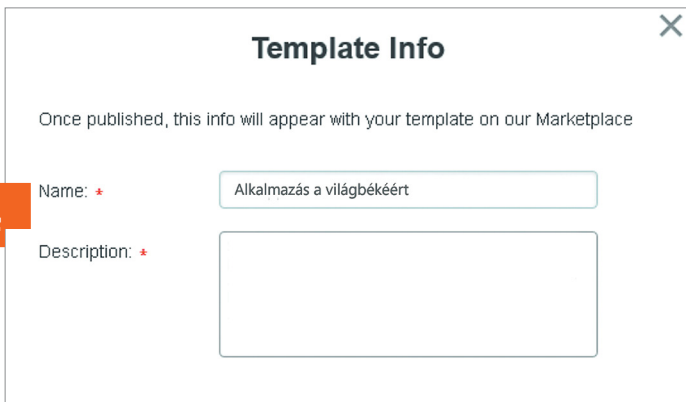 Template Info
Once published, this info will appear with your template on our Marketplace
Name: *
Alkalmazás a világbékéért
Description: *